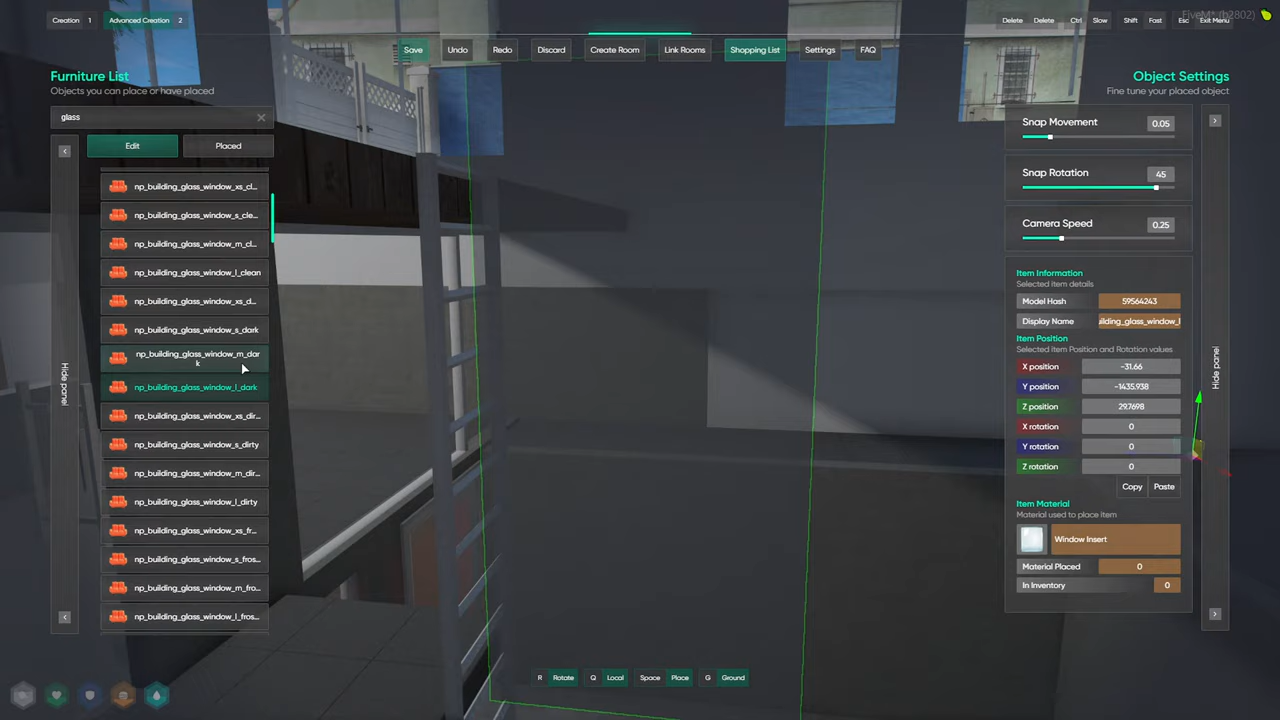 Creation 1 Advanced Creation 2
Delete Delete Ctrl Slow Shift Fast Esc Exit Menu
FiveM* (b2802)
Save Undo Redo Discard Create Room Link Rooms Shopping List Settings FAQ
Furniture List
Objects you can place or have placed
glass
Edit Placed
Hide panel
np_building_glass_window_xs_cl...
np_building_glass_window_s_cle...
np_building_glass_window_m_cl...
np_building_glass_window_l_clean
np_building_glass_window_xs_d...
np_building_glass_window_s_dark
np_building_glass_window_m_dar
k
np_building_glass_window_l_dark
np_building_glass_window_xs_dir...
np_building_glass_window_s_dirty
np_building_glass_window_m_dir...
np_building_glass_window_l_dirty
np_building_glass_window_xs_fr...
np_building_glass_window_s_fros...
np_building_glass_window_m_fro...
np_building_glass_window_l_fros...
Object Settings
Fine tune your placed object
Snap Movement 0.05
Snap Rotation 45
Camera Speed 0.25
Item Information
Selected item details
Model Hash 59564243
Display Name uilding_glass_window_l
Item Position
Selected Item Position and Rotation values
X position -31.66
Y position -1435.938
Z position 29.7698
X rotation 0
Y rotation 0
Z rotation 0
Copy Paste
Item Material
Material used to place item
Window Insert
Material Placed 0
In Inventory 0
Hide panel
R Rotate Q Local Space Place G Ground